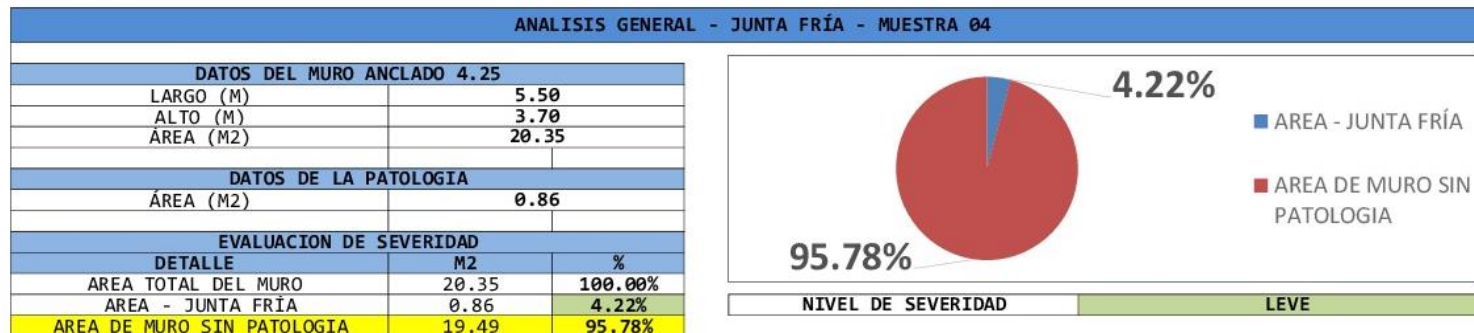 ANALISIS GENERAL - JUNTA FRÍA - MUESTRA 04
DATOS DEL MURO ANCLADO 4.25
LARGO (M) 5.50
ALTO (M) 3.70
ÁREA (M2) 20.35
DATOS DE LA PATOLOGIA
ÁREA (M2) 0.86
EVALUACION DE SEVERIDAD
DETALLE M2 %
AREA TOTAL DEL MURO 20.35 100.00%
AREA - JUNTA FRÍA 0.86 4.22%
AREA DE MURO SIN PATOLOGIA 19.49 95.78%
4.22%
95.78%
AREA - JUNTA FRÍA
AREA DE MURO SIN
PATOLOGIA
NIVEL DE SEVERIDAD LEVE